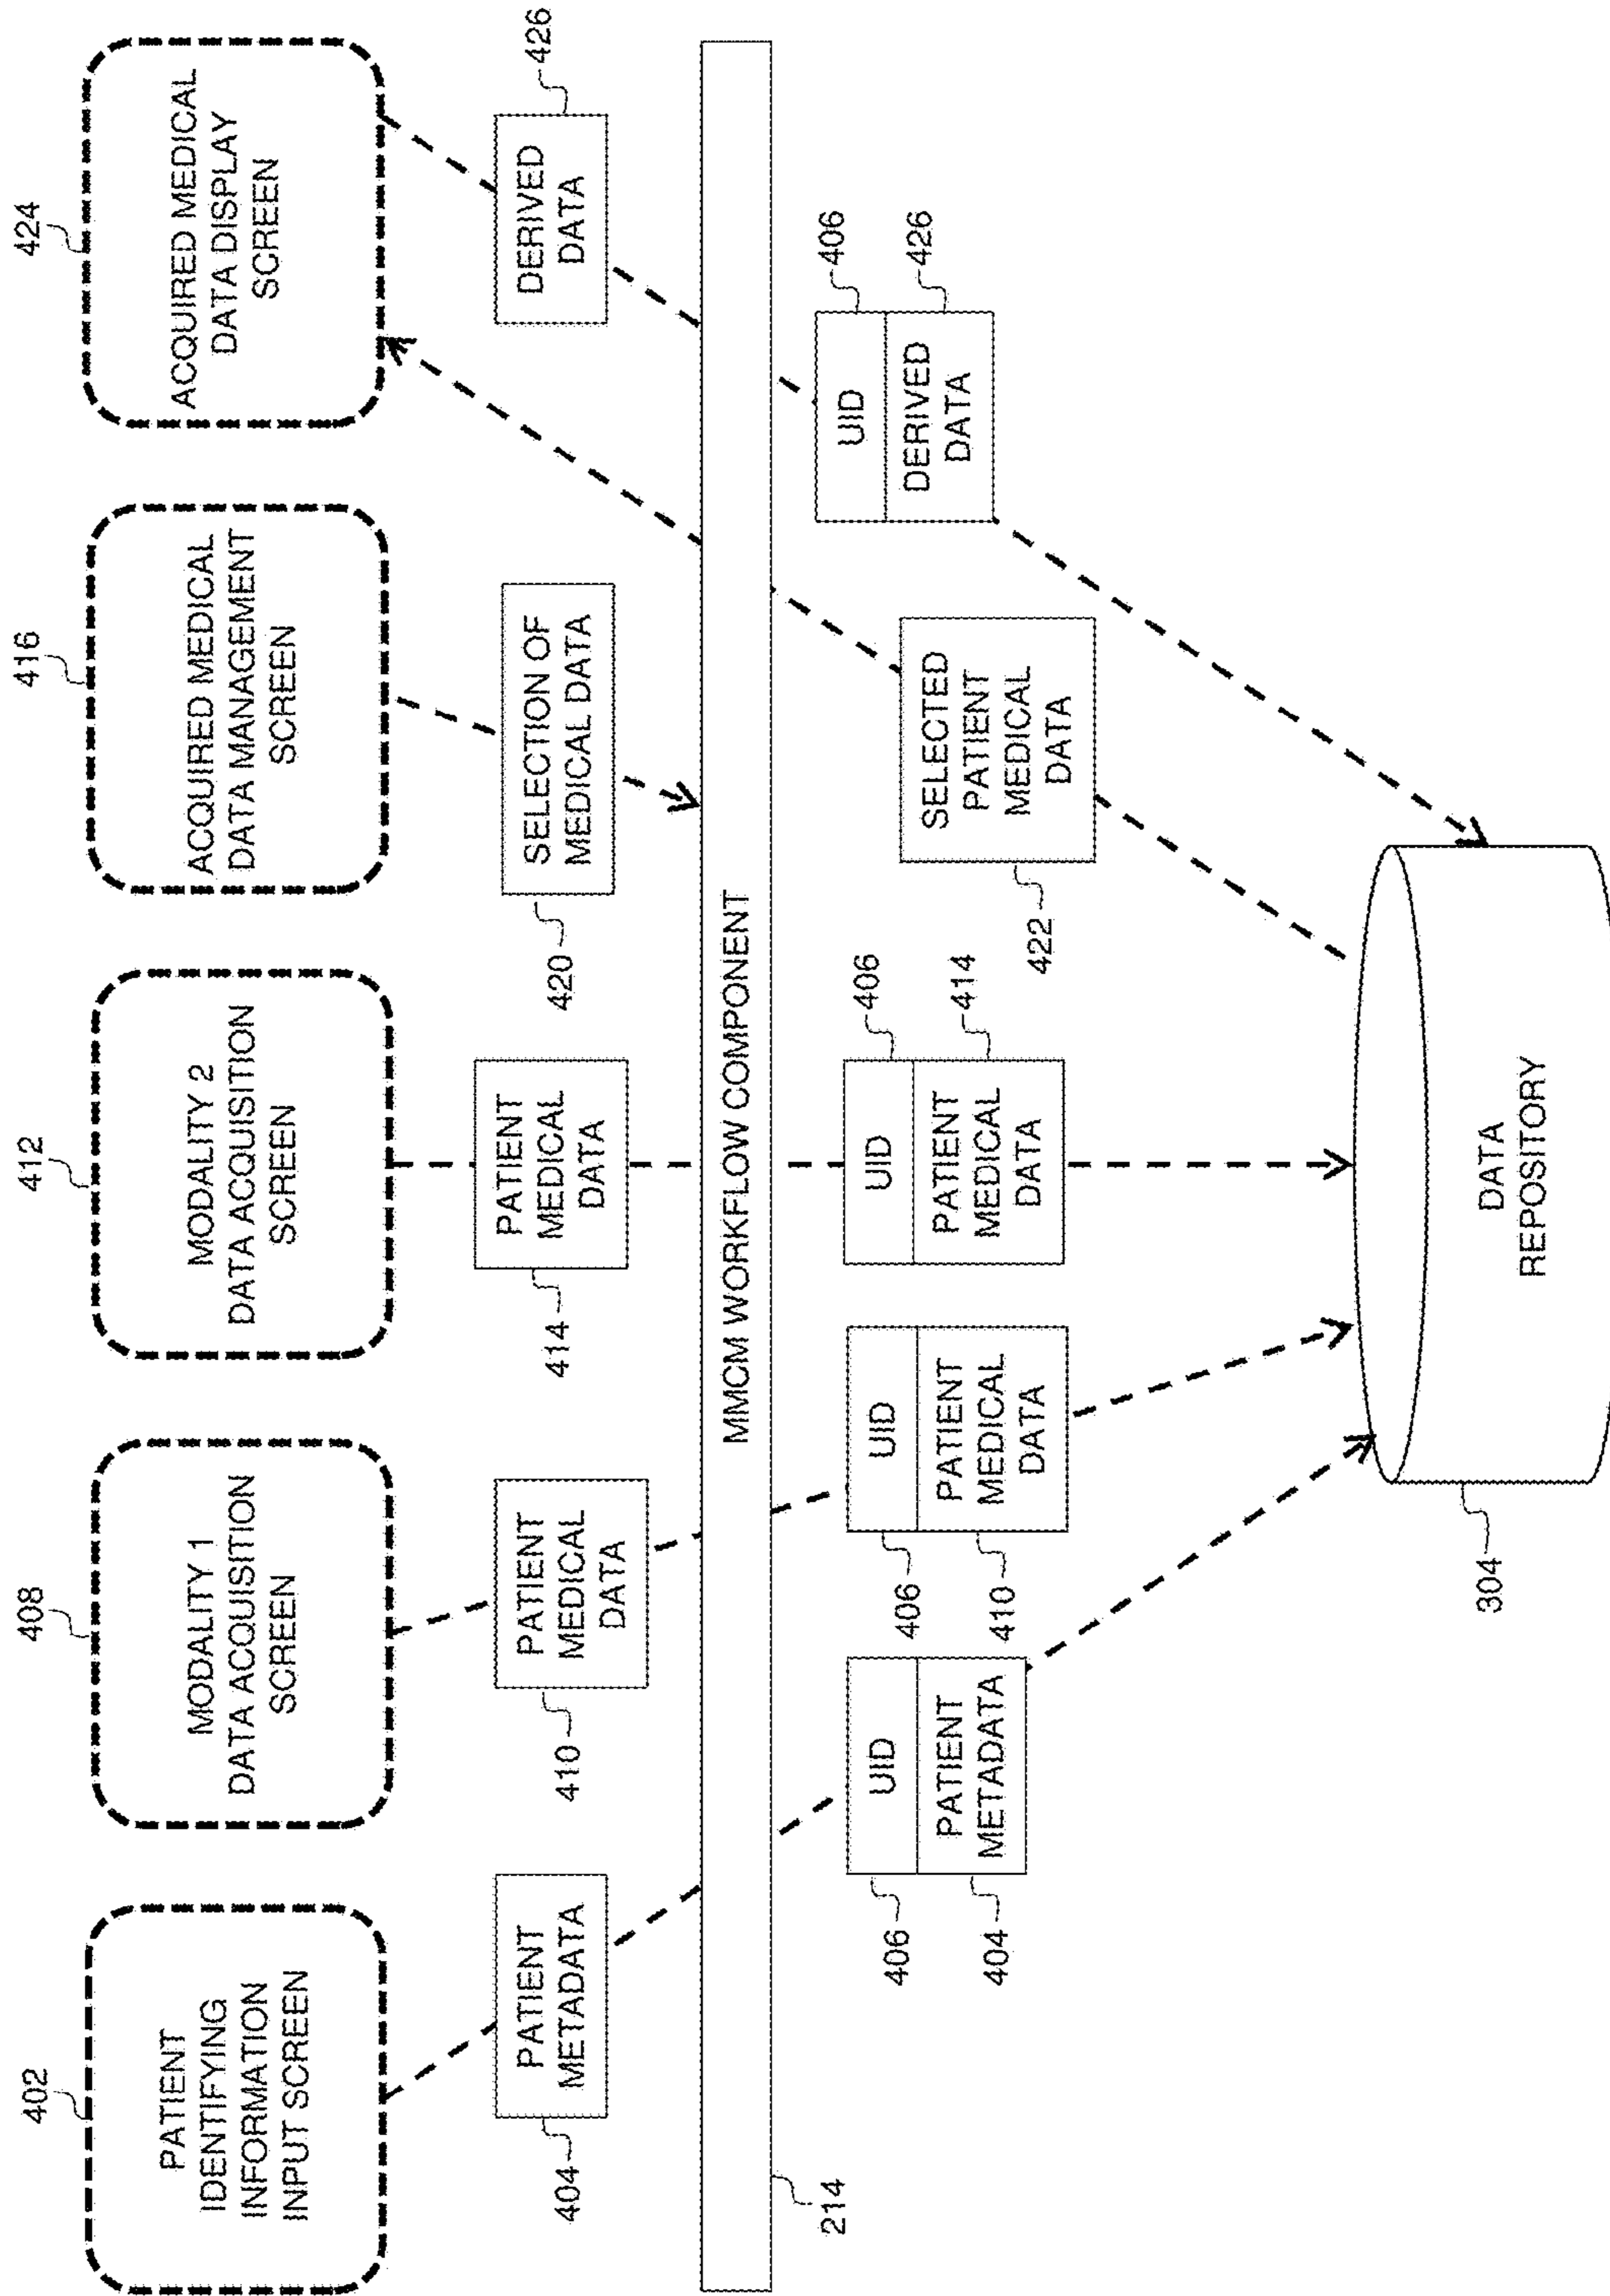 402
PATIENT
IDENTIFYING
INFORMATION
INPUT SCREEN
408
MODALITY 1
DATA ACQUISITION
SCREEN
412
MODALITY 2
DATA ACQUISITION
SCREEN
416
ACQUIRED MEDICAL
DATA MANAGEMENT
SCREEN
424
ACQUIRED MEDICAL
DATA DISPLAY
SCREEN
404
PATIENT
METADATA
410
PATIENT
MEDICAL
DATA
414
PATIENT
MEDICAL
DATA
420
SELECTION OF
MEDICAL DATA
DERIVED
DATA
426
214
MMCM WORKFLOW COMPONENT
406
UID
404
PATIENT
METADATA
406
UID
410
PATIENT
MEDICAL
DATA
UID
406
PATIENT
MEDICAL
DATA
414
422
SELECTED
PATIENT
MEDICAL
DATA
UID
406
DERIVED
DATA
426
304
DATA
REPOSITORY